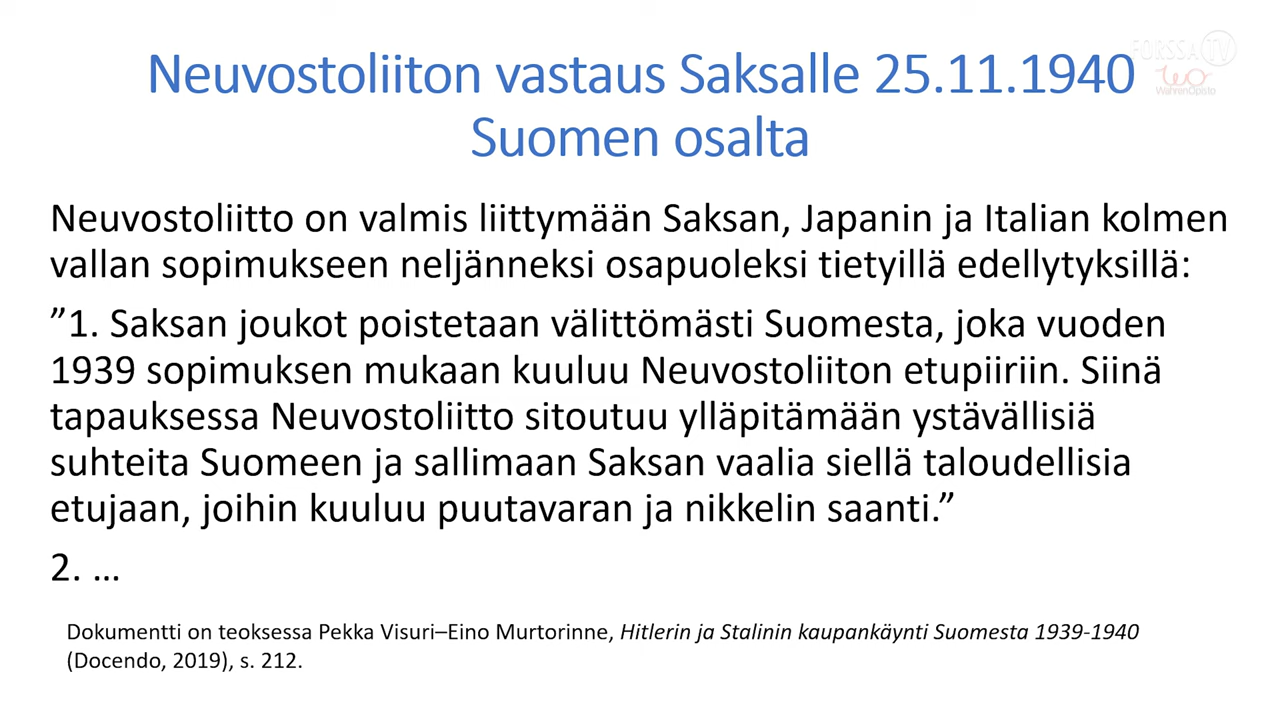 FORSSA TV
teo
Wahren Opisto
Neuvostoliiton vastaus Saksalle 25.11.1940
Suomen osalta
Neuvostoliitto on valmis liittymään Saksan, Japanin ja Italian kolmen
vallan sopimukseen neljänneksi osapuoleksi tietyillä edellytyksillä:
”1. Saksan joukot poistetaan välittömästi Suomesta, joka vuoden
1939 sopimuksen mukaan kuuluu Neuvostoliiton etupiiriin. Siinä
tapauksessa Neuvostoliitto sitoutuu ylläpitämään ystävällisiä
suhteita Suomeen ja sallimaan Saksan vaalia siellä taloudellisia
etujaan, joihin kuuluu puutavaran ja nikkelin saanti.”
2. …
Dokumentti on teoksessa Pekka Visuri–Eino Murtorinne, Hitlerin ja Stalinin kaupankäynti Suomesta 1939-1940
(Docendo, 2019), s. 212.